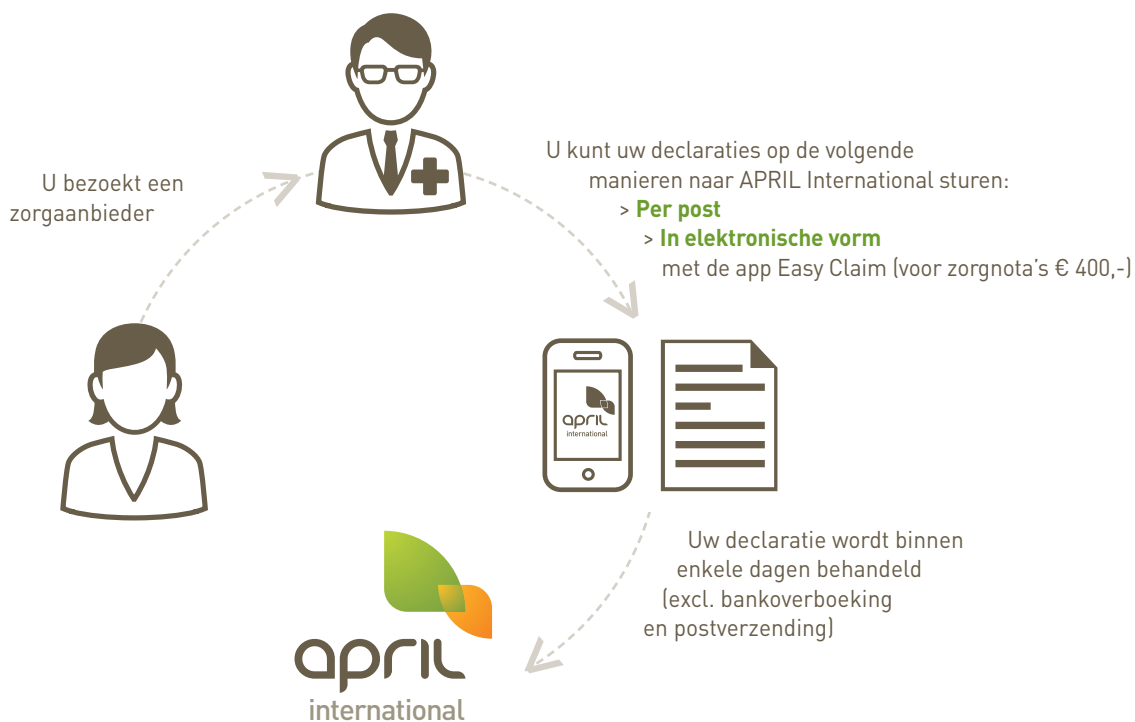 U bezoekt een
zorgaanbieder
U kunt uw declaraties op de volgende
manieren naar APRIL International sturen:
> Per post
> In elektronische vorm
met de app Easy Claim (voor zorgnota's € 400,-)
april
international
Uw declaratie wordt binnen
enkele dagen behandeld
(excl. bankoverboeking
en postverzending)
april
international